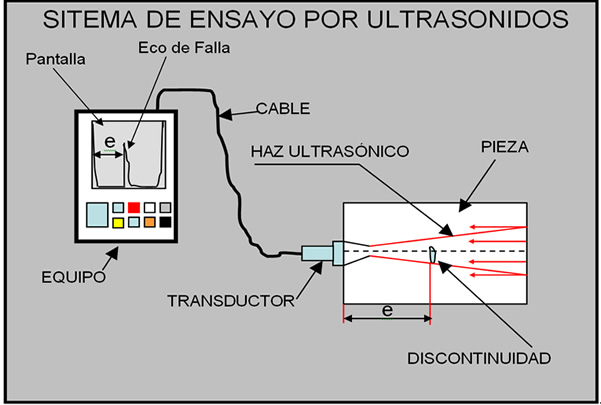 SITEMA DE ENSAYO POR ULTRASONIDOS
Eco de Falla
Pantalla
CABLE
e
HAZ ULTRASÓNICO
PIEZA
EQUIPO
TRANSDUCTOR
e
DISCONTINUIDAD